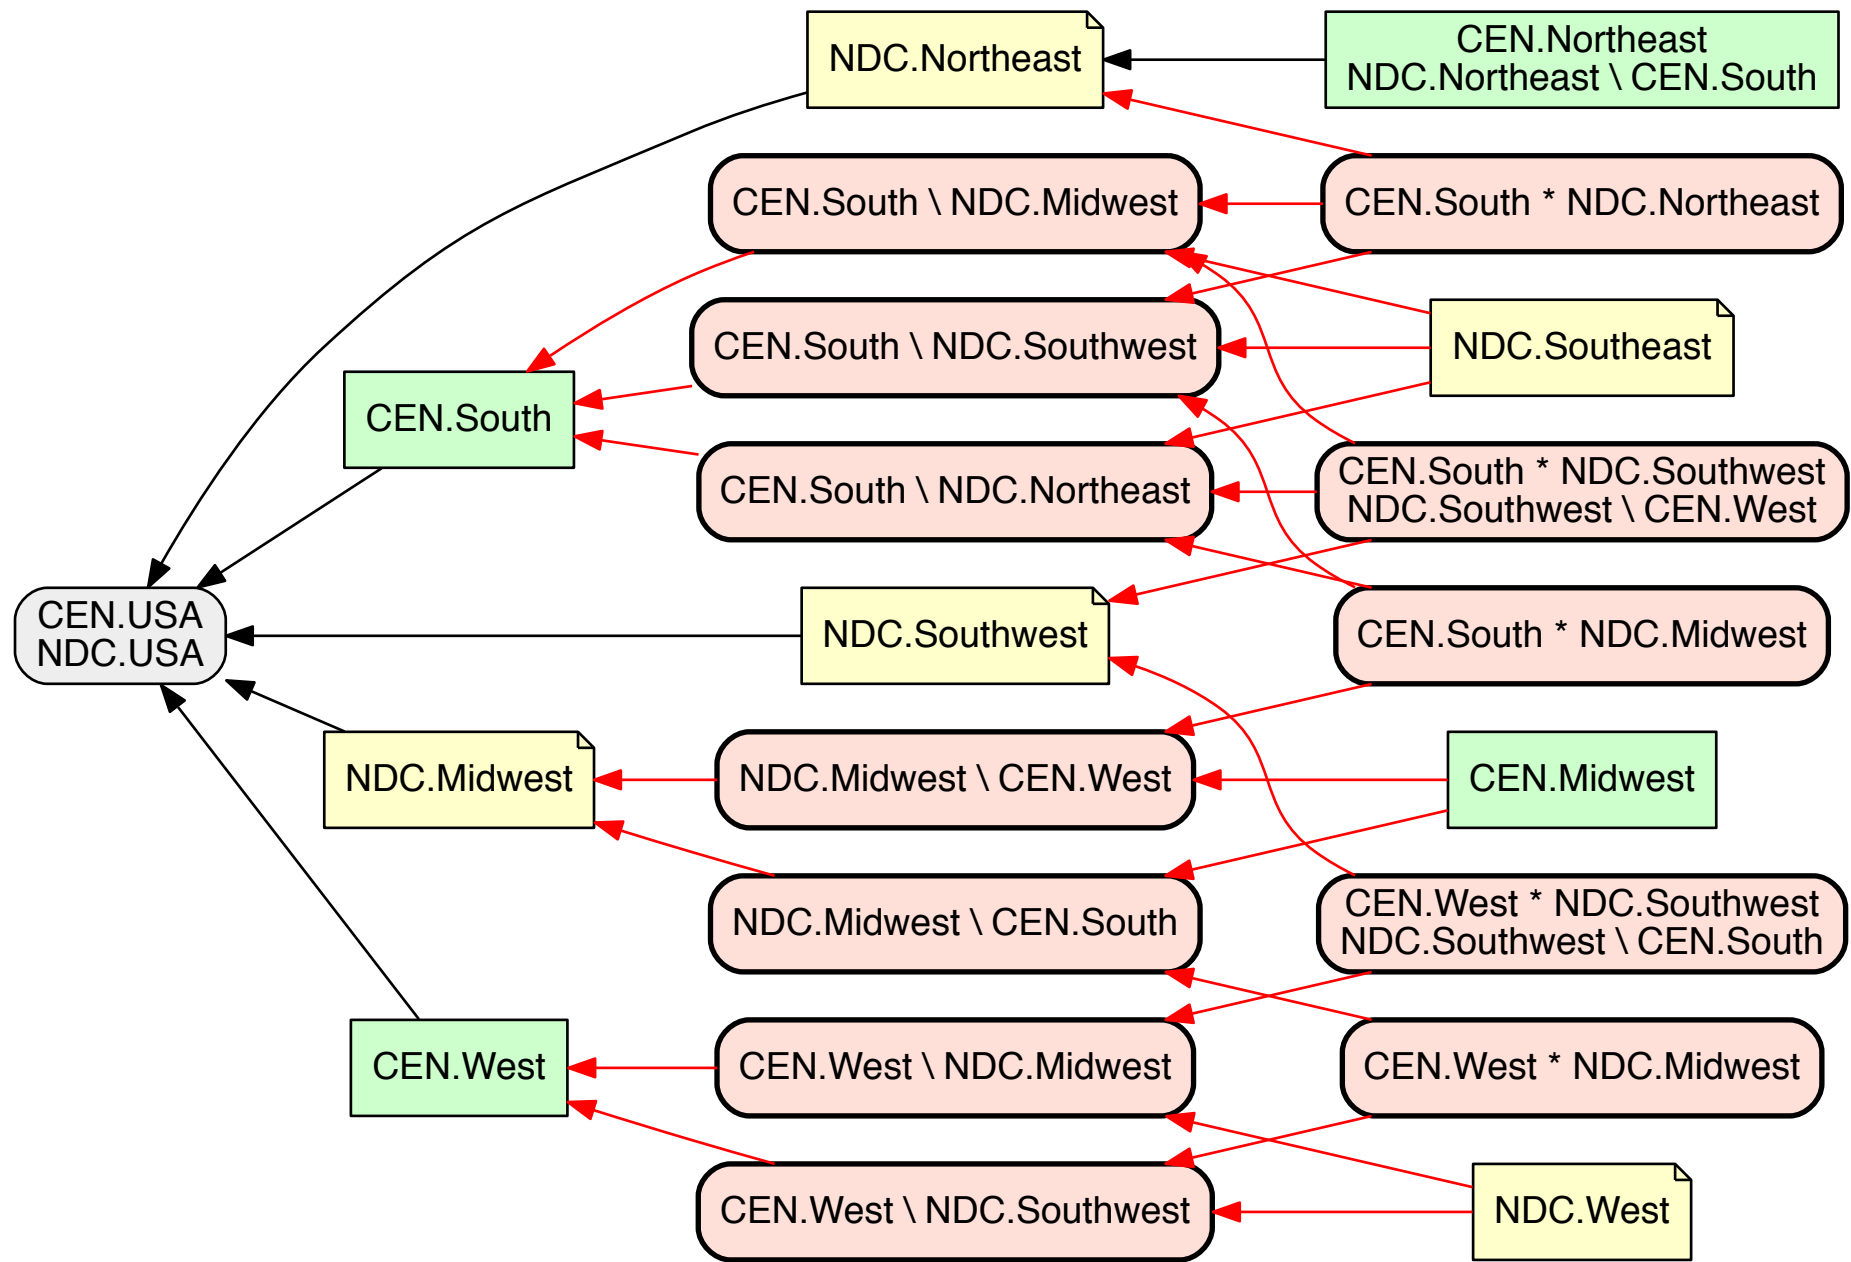 NDC.Northeast
CEN.Northeast
NDC.Northeast \ CEN.South
CEN.South \ NDC.Midwest
CEN.South * NDC.Northeast
CEN.South \ NDC.Southwest
NDC.Southeast
CEN.South
CEN.South \ NDC.Northeast
CEN.South * NDC.Southwest
NDC.Southwest \ CEN.West
CEN.USA
NDC.USA
NDC.Southwest
CEN.South * NDC.Midwest
NDC.Midwest
NDC.Midwest \ CEN.West
CEN.Midwest
NDC.Midwest \ CEN.South
CEN.West * NDC.Southwest
NDC.Southwest \ CEN.South
CEN.West
CEN.West \ NDC.Midwest
CEN.West * NDC.Midwest
CEN.West \ NDC.Southwest
NDC.West